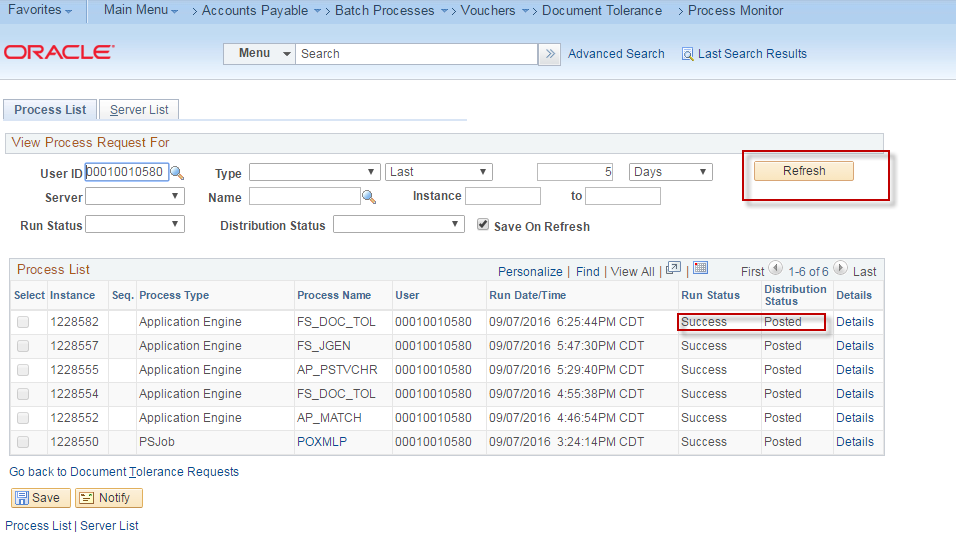 Favorites Main Menu > Accounts Payable > Batch Processes > Vouchers > Document Tolerance > Process Monitor
ORACLE
Menu Search >> Advanced Search Last Search Results
Process List Server List
View Process Request For
User ID 00010010580 Type Last 5 Days Refresh
Server Name Instance to
Run Status Distribution Status Save On Refresh
Process List Personalize | Find | View All | | First 1-6 of 6 Last
Select Instance Seq. Process Type Process Name User Run Date/Time Run Status Distribution Status Details
1228582 Application Engine FS_DOC_TOL 00010010580 09/07/2016 6:25:44PM CDT Success Posted Details
1228557 Application Engine FS_JGEN 00010010580 09/07/2016 5:47:30PM CDT Success Posted Details
1228555 Application Engine AP_PSTVCHR 00010010580 09/07/2016 5:29:40PM CDT Success Posted Details
1228554 Application Engine FS_DOC_TOL 00010010580 09/07/2016 4:55:38PM CDT Success Posted Details
1228552 Application Engine AP_MATCH 00010010580 09/07/2016 4:46:54PM CDT Success Posted Details
1228550 PSJob POXMLP 00010010580 09/07/2016 3:24:14PM CDT Success Posted Details
Go back to Document Tolerance Requests
Save Notify
Process List | Server List